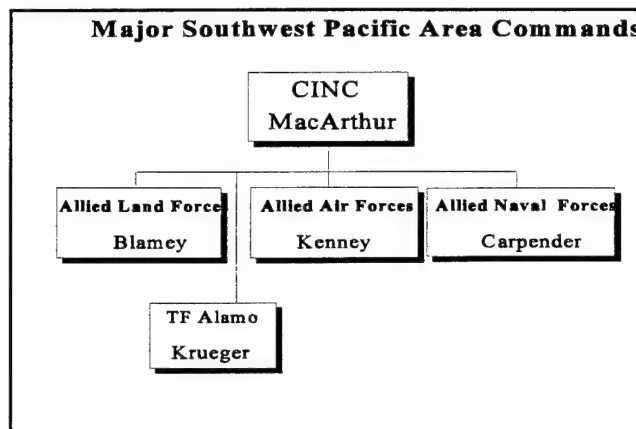 Major Southwest Pacific Area Commands
CINC
MacArthur
Allied Land Forces
Blamey
Allied Air Forces
Kenney
Allied Naval Forces
Carpender
TF Alamo
Krueger